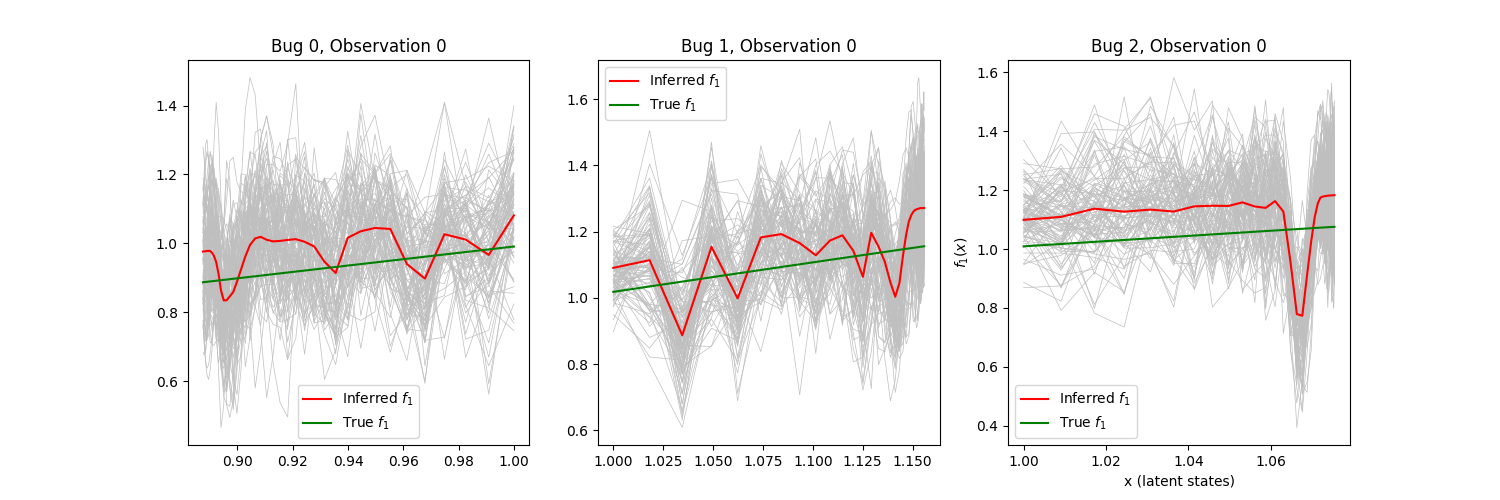 Bug 0, Observation 0
1.4
1.2
1.0
0.8
0.6
Inferred f₁
True f₁
0.90 0.92 0.94 0.96 0.98 1.00
Bug 1, Observation 0
Inferred f₁
True f₁
1.6
1.4
1.2
1.0
0.8
0.6
1.000 1.025 1.050 1.075 1.100 1.125 1.150
Bug 2, Observation 0
f₁(x)
1.6
1.4
1.2
1.0
0.8
0.6
0.4
Inferred f₁
True f₁
1.00 1.02 1.04 1.06
x (latent states)